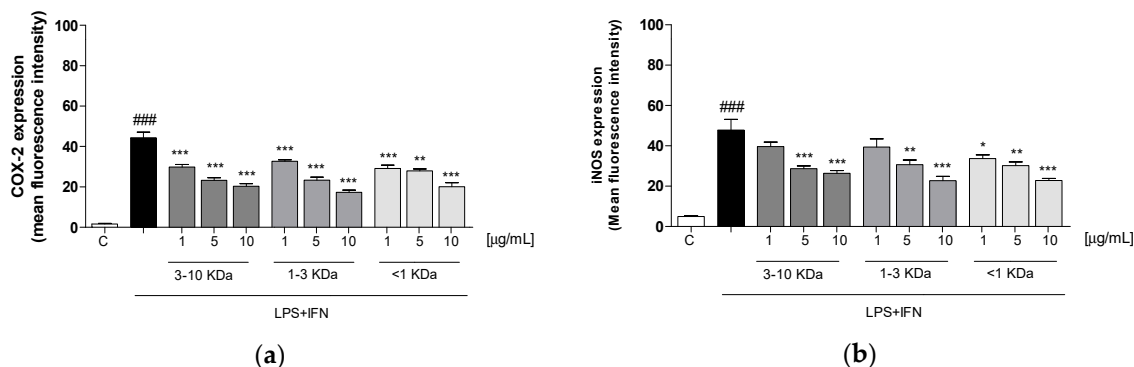 COX-2 expression
(mean fluorescence intensity)
100
80
60
40
20
0
###
*** *** ***
*** *** ***
*** ** ***
C 1 5 10 1 5 10 1 5 10 [µg/mL]
3-10 KDa 1-3 KDa <1 KDa
LPS+IFN
(a)
iNOS expression
(Mean fluorescence intensity)
100
80
60
40
20
0
###
*** ***
** ***
* ** ***
C 1 5 10 1 5 10 1 5 10 [µg/mL]
3-10 KDa 1-3 KDa <1 KDa
LPS+IFN
(b)